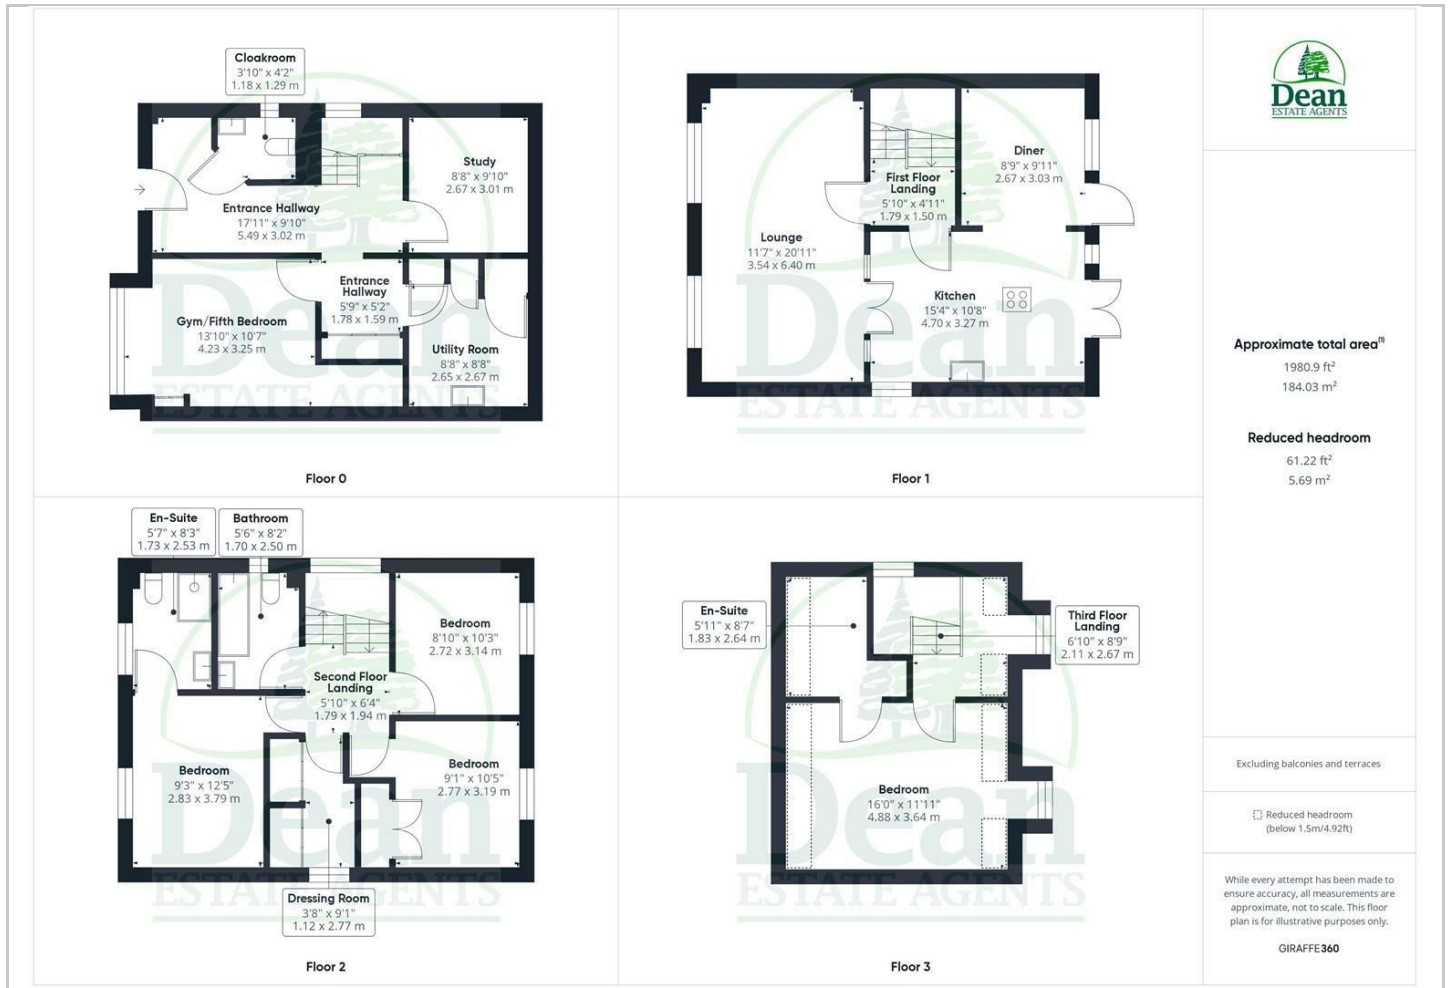 Cloakroom
3'10" x 4'2"
1.18 x 1.29 m
Study
8'8" x 9'10"
2.67 x 3.01 m
Entrance Hallway
17'11" x 9'10"
5.49 x 3.02 m
Entrance
Hallway
5'9" x 5'2"
1.78 x 1.59 m
Gym/Fifth Bedroom
13'10" x 10'7"
4.23 x 3.25 m
Utility Room
8'8" x 8'8"
2.65 x 2.67 m
Dean
ESTATE AGENTS
Floor 0
Diner
8'9" x 9'11"
2.67 x 3.03 m
First Floor
Landing
5'10" x 4'11"
1.79 x 1.50 m
Lounge
11'7" x 20'11"
3.54 x 6.40 m
Kitchen
15'4" x 10'8"
4.70 x 3.27 m
Dean
ESTATE AGENTS
Floor 1
En-Suite
5'7" x 8'3"
1.73 x 2.53 m
Bathroom
5'6" x 8'2"
1.70 x 2.50 m
Bedroom
8'10" x 10'3"
2.72 x 3.14 m
Second Floor
Landing
5'10" x 6'4"
1.79 x 1.94 m
Bedroom
9'3" x 12'5"
2.83 x 3.79 m
Bedroom
9'1" x 10'5"
2.77 x 3.19 m
Dean
ESTATE AGENTS
Dressing Room
3'8" x 9'1"
1.12 x 2.77 m
Floor 2
En-Suite
5'11" x 8'7"
1.83 x 2.64 m
Third Floor
Landing
6'10" x 8'9"
2.11 x 2.67 m
Bedroom
16'0" x 11'11"
4.88 x 3.64 m
Dean
ESTATE AGENTS
Floor 3
Dean
ESTATE AGENTS
Approximate total area⁽¹⁾
1980.9 ft²
184.03 m²
Reduced headroom
61.22 ft²
5.69 m²
Excluding balconies and terraces
Reduced headroom
(below 1.5m/4.92ft)
While every attempt has been made to
ensure accuracy, all measurements are
approximate, not to scale. This floor
plan is for illustrative purposes only.
GIRAFFE360